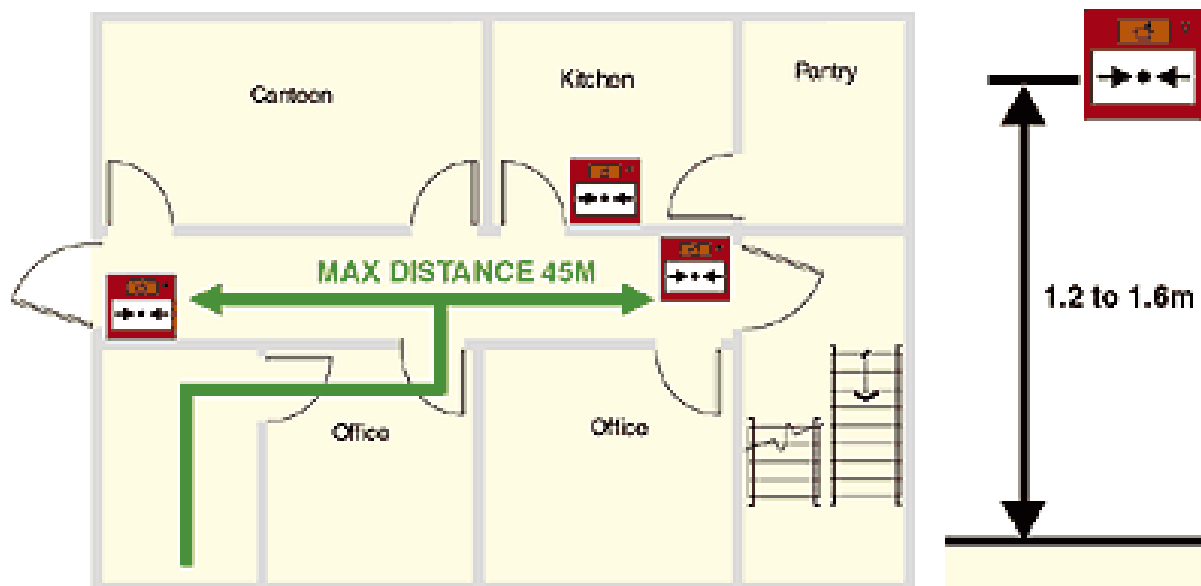 Canteen
Kitchen
Pantry
MAX DISTANCE 45M
1.2 to 1.6m
Office
Office